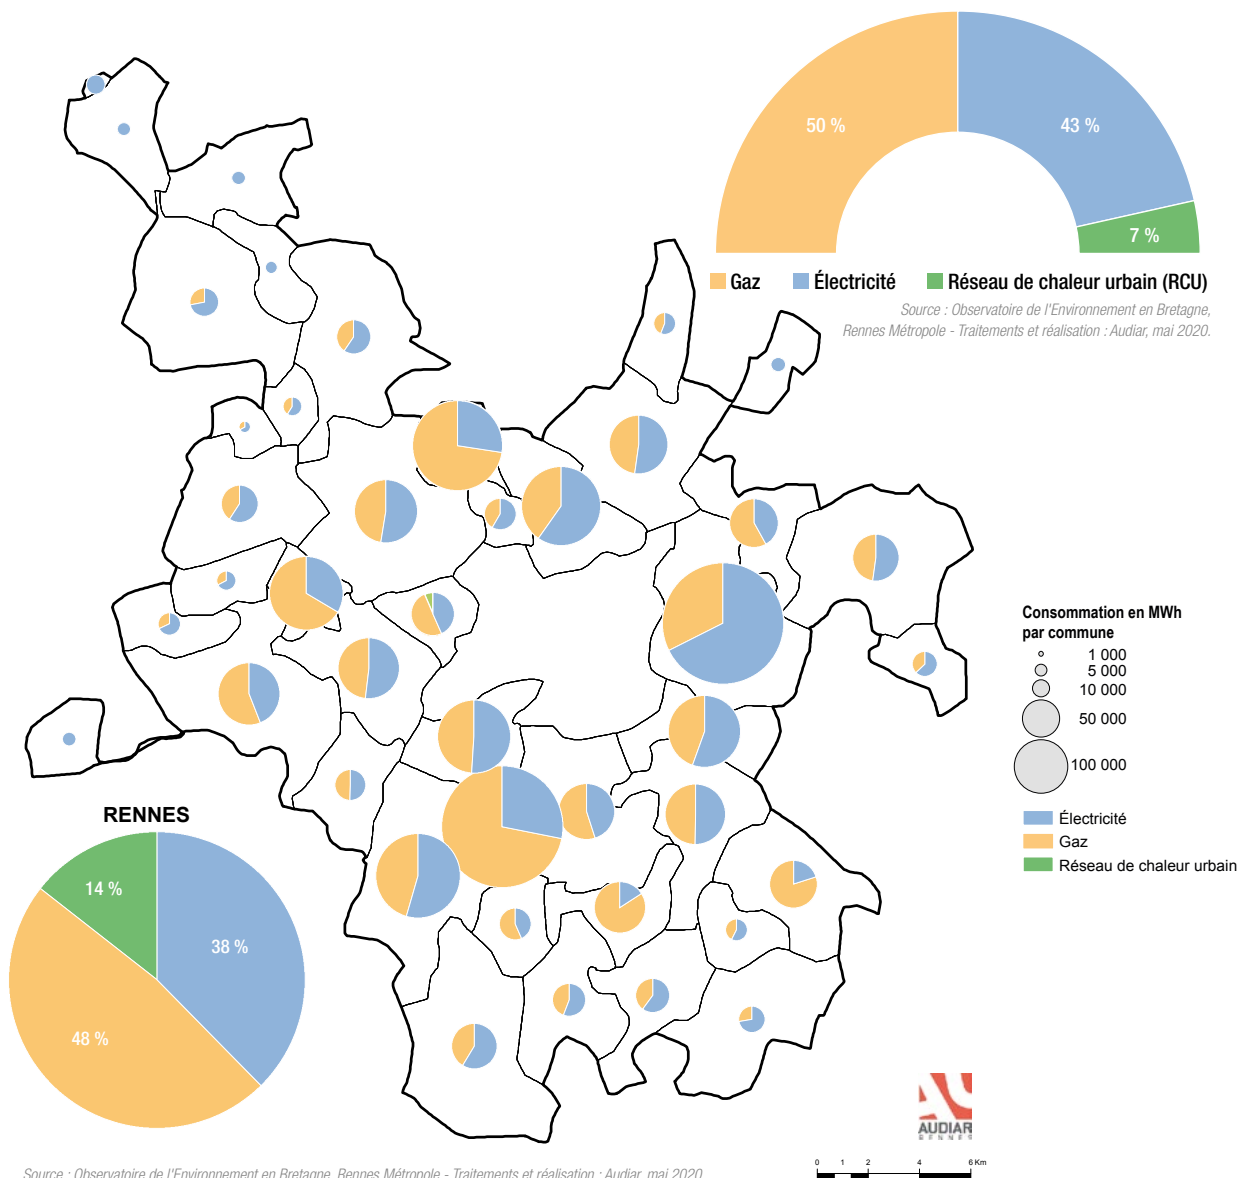 50 %
43 %
7 %
Gaz
Électricité
Réseau de chaleur urbain (RCU)
Source : Observatoire de l'Environnement en Bretagne,
Rennes Métropole - Traitements et réalisation : Audiar, mai 2020.
Consommation en MWh
par commune
1 000
5 000
10 000
50 000
100 000
Électricité
Gaz
Réseau de chaleur urbain
RENNES
14 %
38 %
48 %
AUDIAR
RENNES
0 1 2 4 6 Km
Source : Observatoire de l'Environnement en Bretagne, Rennes Métropole - Traitements et réalisation : Audiar, mai 2020.